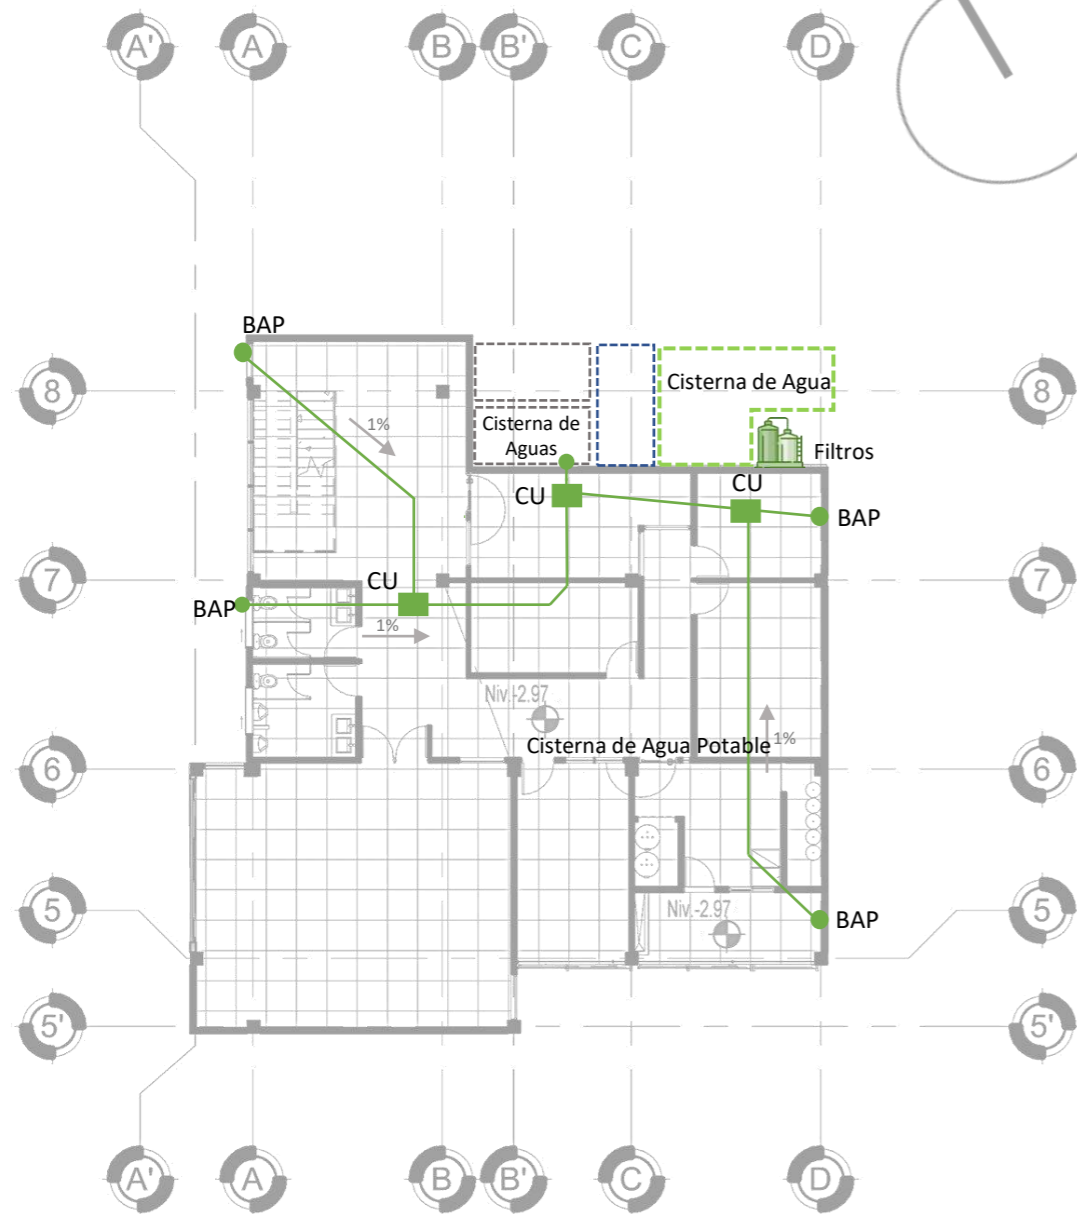 A'
A
B
B'
C
D
BAP
8
Cisterna de Agua
8
1%
Cisterna de
Aguas
Filtros
CU
CU
BAP
7
CU
7
BAP
1%
Niv.-2.97
Cisterna de Agua Potable
1%
6
6
Niv.-2.97
5
BAP
5
5'
5'
A'
A
B
B'
C
D